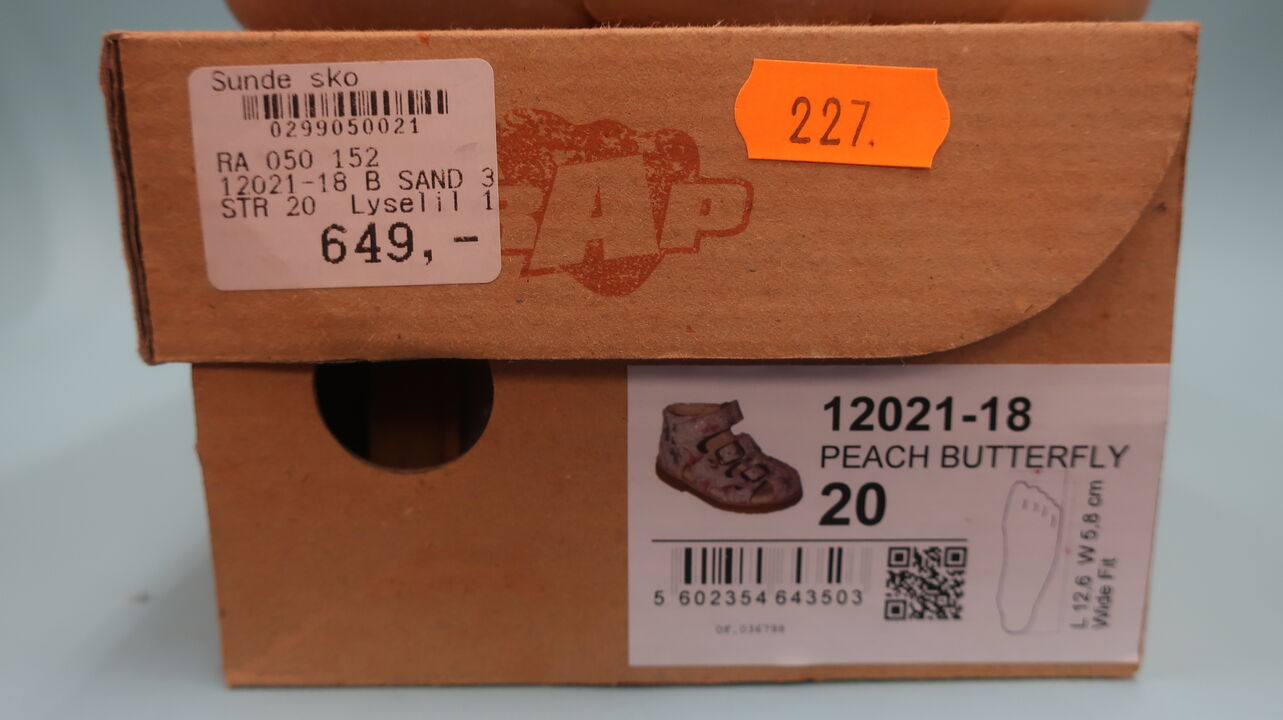 Sunde sko
0299050021
RA 050 152
12021-18 B SAND 3
STR 20 Lyselil 1
649,-
RAP
227.
12021-18
PEACH BUTTERFLY
20
5 602354 643503
L 12,6 W 5,8 cm
Wide Fit